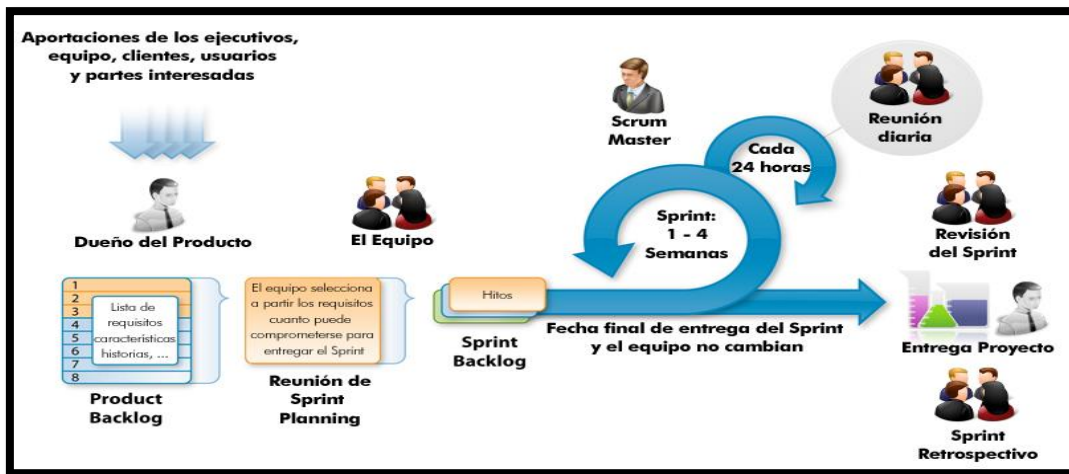 Aportaciones de los ejecutivos,
equipo, clientes, usuarios
y partes interesadas
Dueño del Producto
El Equipo
Scrum
Master
Cada
24 horas
Reunión
diaria
Sprint:
1 - 4
Semanas
Revisión
del Sprint
1
2
3
4
5
6
7
8
Lista de
requisitos
características
historias, ...
Product
Backlog
El equipo selecciona
a partir los requisitos
cuanto puede
comprometerse para
entregar el Sprint
Reunión de
Sprint
Planning
Hitos
Sprint
Backlog
Fecha final de entrega del Sprint
y el equipo no cambian
Entrega Proyecto
Sprint
Retrospectivo